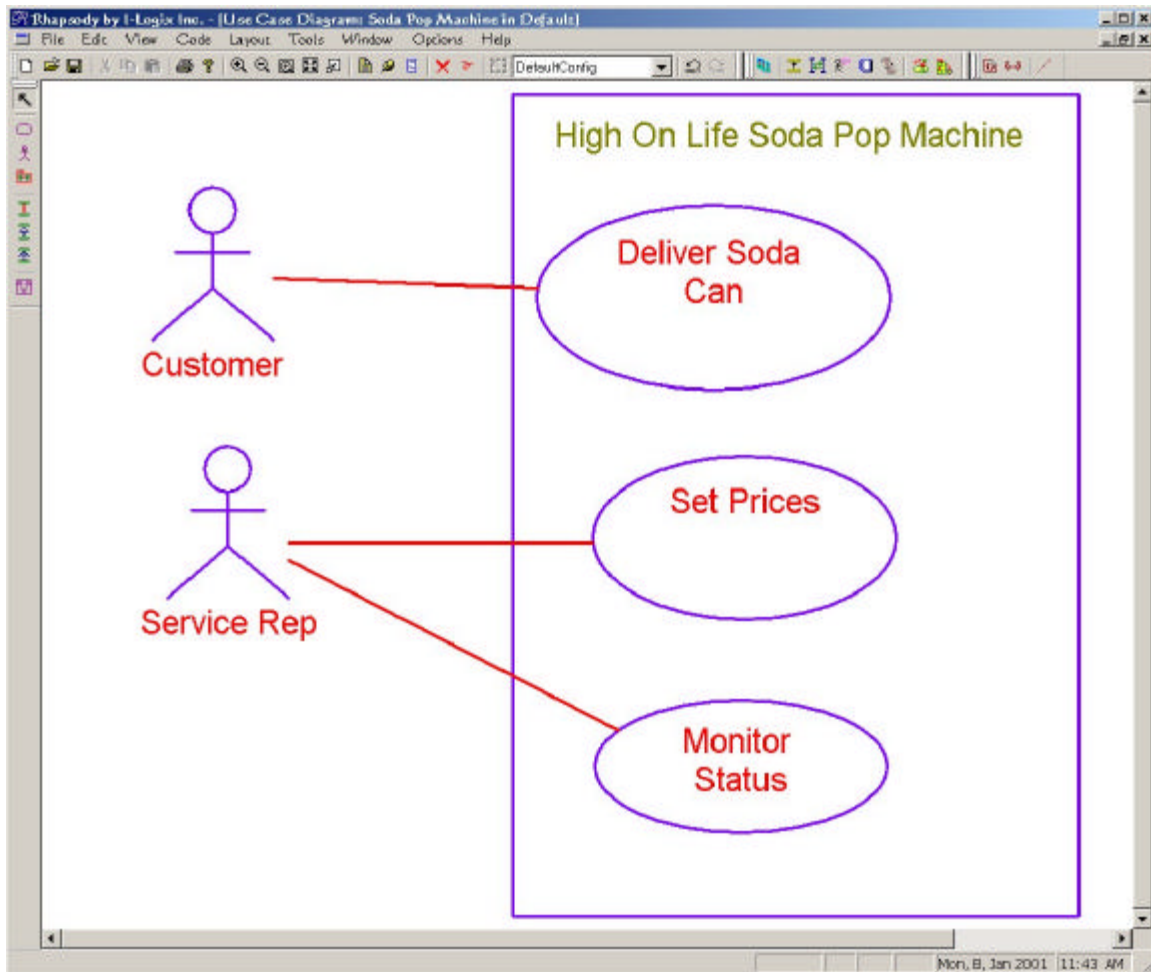 Rhapsody by I-Logix Inc. - [Use Case Diagram: Soda Pop Machine in Default]
File Edit View Code Layout Tools Window Options Help
DefaultConfig
High On Life Soda Pop Machine
Deliver Soda
Can
Customer
Set Prices
Service Rep
Monitor
Status
Mon, 8, Jan 2001 11:43 AM